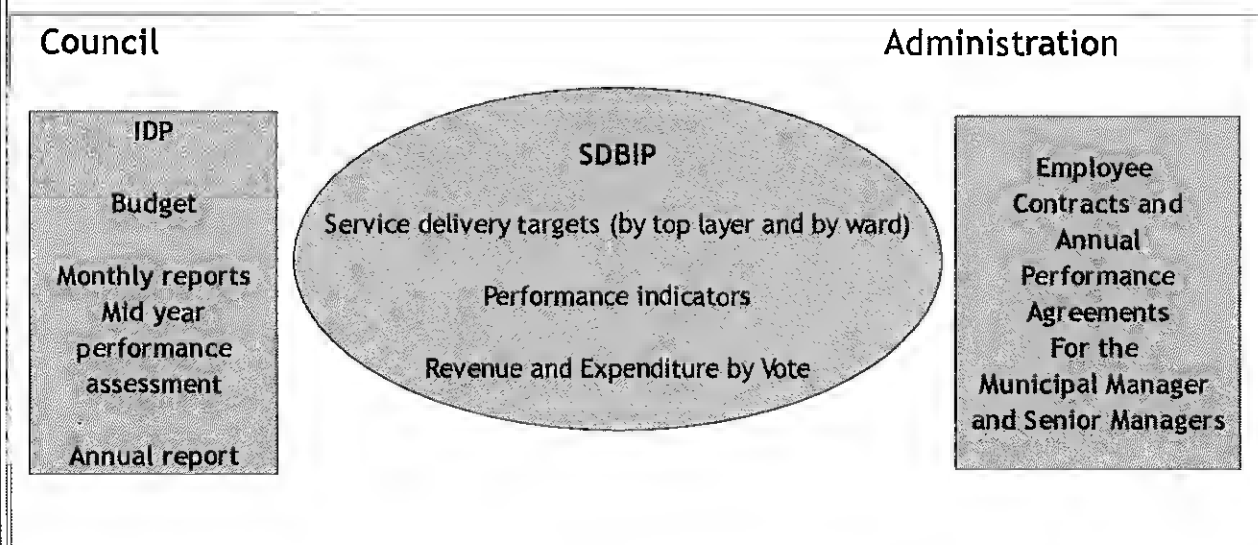 Council
Administration
IDP
Budget
Monthly reports
Mid year
performance
assessment
Annual report
SDBIP
Service delivery targets (by top layer and by ward)
Performance indicators
Revenue and Expenditure by Vote
Employee
Contracts and
Annual
Performance
Agreements
For the
Municipal Manager
and Senior Managers